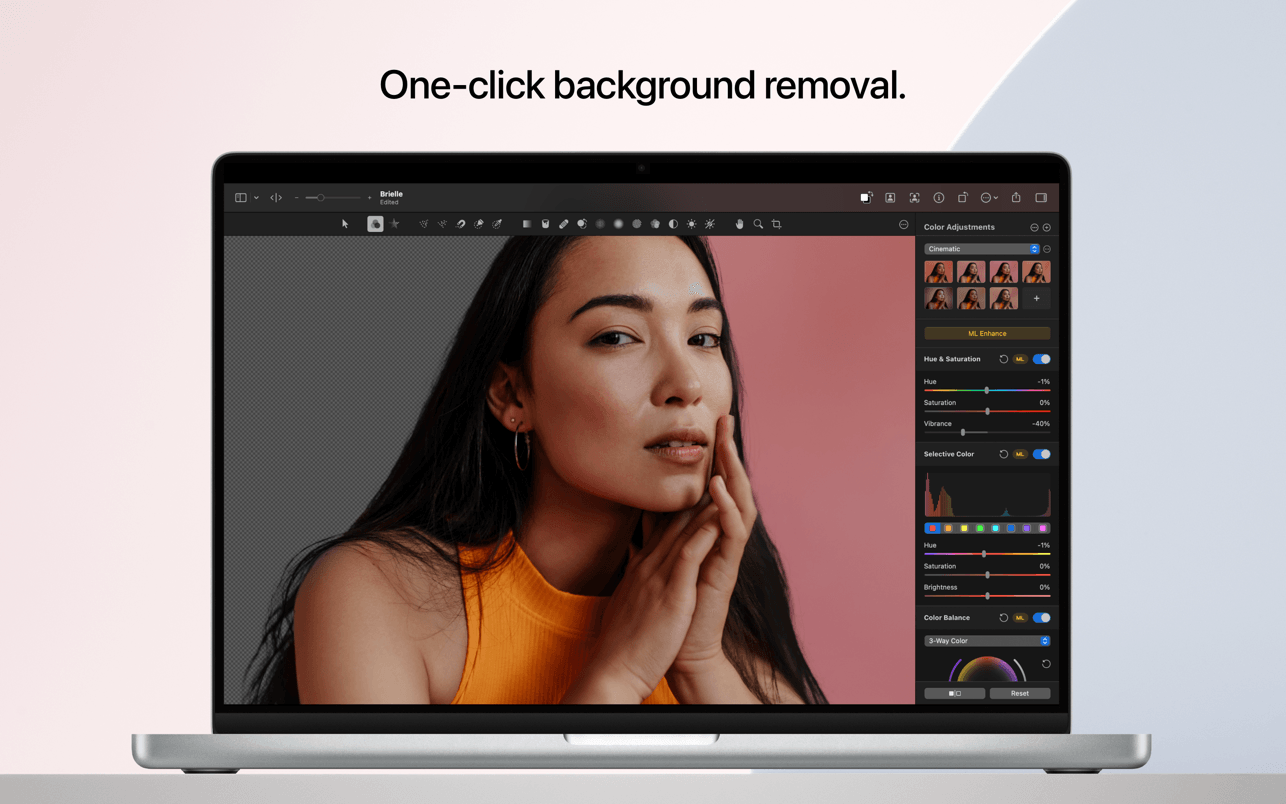 One-click background removal.
Brielle
Edited
Color Adjustments
Cinematic
ML Enhance
Hue & Saturation ML
Hue -1%
Saturation 0%
Vibrance -40%
Selective Color ML
Hue -1%
Saturation 0%
Brightness 0%
Color Balance ML
3-Way Color
Reset